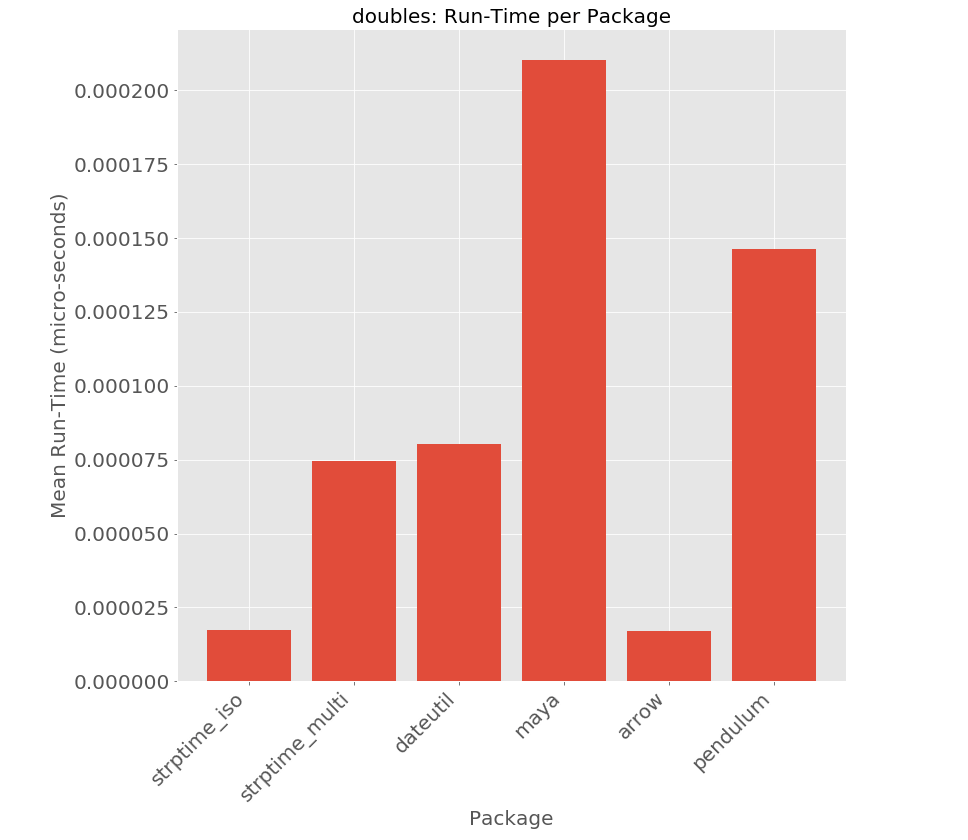 doubles: Run-Time per Package
Mean Run-Time (micro-seconds)
0.000200
0.000175
0.000150
0.000125
0.000100
0.000075
0.000050
0.000025
0.000000
strptime_iso
strptime_multi
dateutil
maya
arrow
pendulum
Package